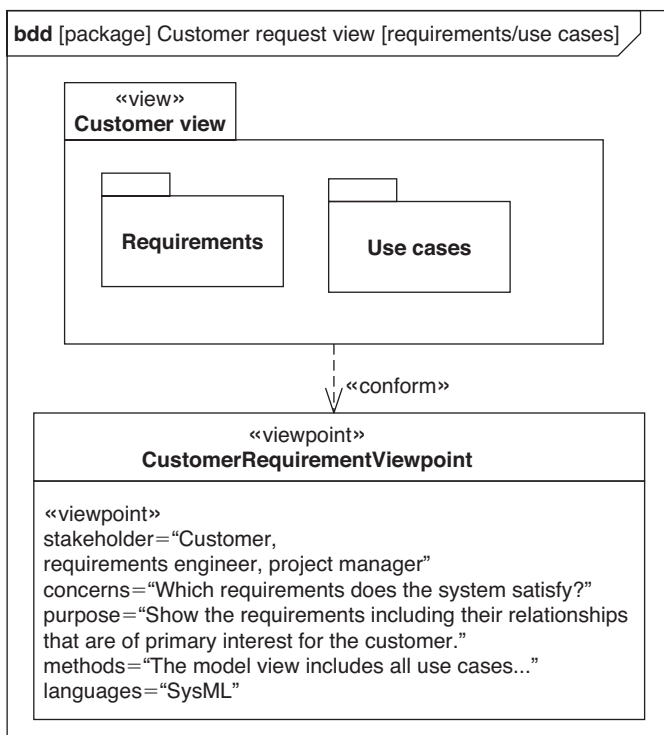 bdd [package] Customer request view [requirements/use cases]
«view»
Customer view
Requirements
Use cases
«conform»
«viewpoint»
CustomerRequirementViewpoint
«viewpoint»
stakeholder=“Customer,
requirements engineer, project manager”
concerns=“Which requirements does the system satisfy?”
purpose=“Show the requirements including their relationships
that are of primary interest for the customer.”
methods=“The model view includes all use cases...”
languages=“SysML”